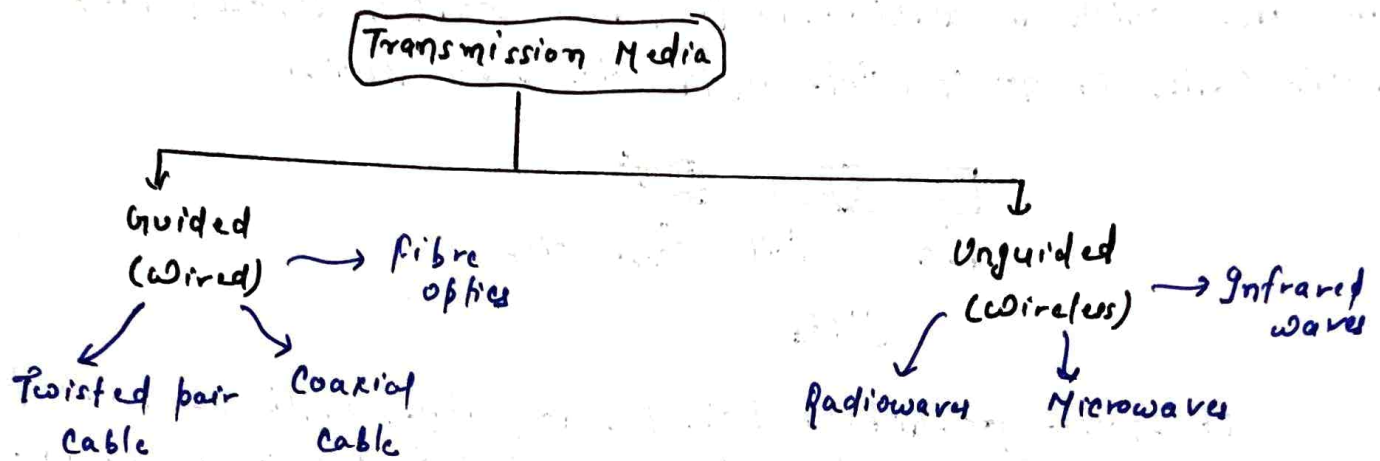 Transmission Media
Guided
(Wired)
Fibre
optics
Twisted pair
Cable
Coaxial
Cable
Unguided
(Wireless)
Infrared
waves
Radiowaves
Microwaves